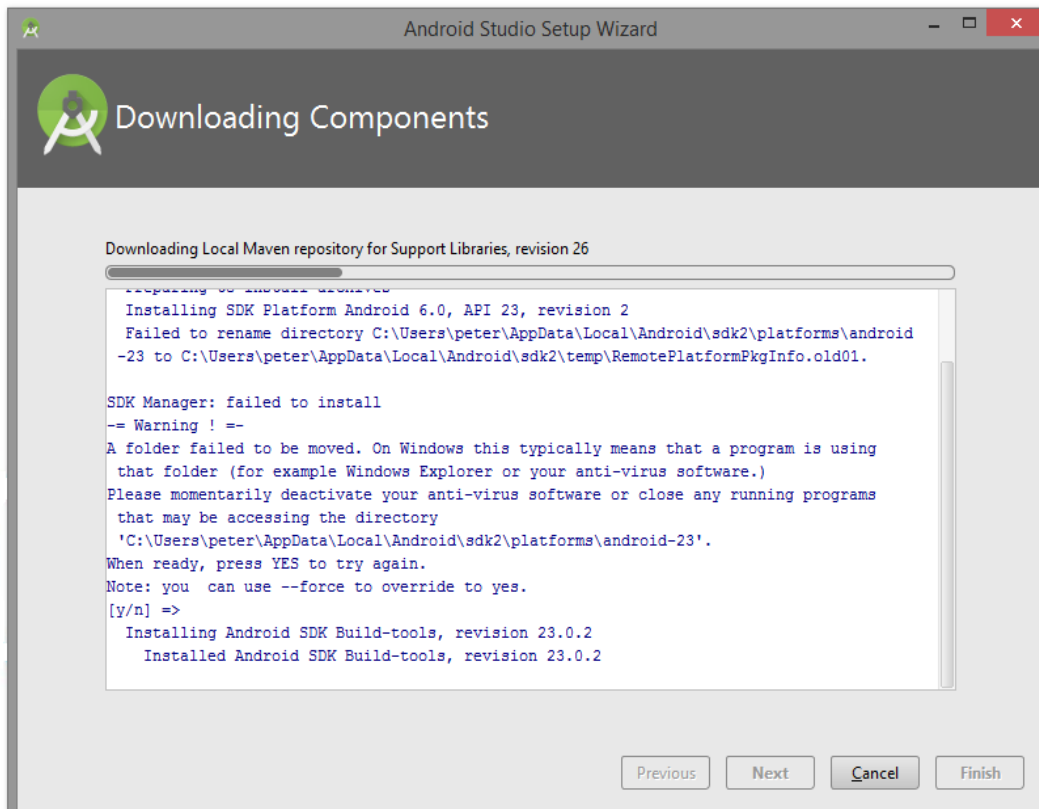 Android Studio Setup Wizard
Downloading Components
Downloading Local Maven repository for Support Libraries, revision 26
Preparing to install archives
Installing SDK Platform Android 6.0, API 23, revision 2
Failed to rename directory C:\Users\peter\AppData\Local\Android\sdk2\platforms\android
-23 to C:\Users\peter\AppData\Local\Android\sdk2\temp\RemotePlatformPkgInfo.old01.
SDK Manager: failed to install
-= Warning ! =-
A folder failed to be moved. On Windows this typically means that a program is using
that folder (for example Windows Explorer or your anti-virus software.)
Please momentarily deactivate your anti-virus software or close any running programs
that may be accessing the directory
'C:\Users\peter\AppData\Local\Android\sdk2\platforms\android-23'.
When ready, press YES to try again.
Note: you  can use --force to override to yes.
[y/n] =>
Installing Android SDK Build-tools, revision 23.0.2
Installed Android SDK Build-tools, revision 23.0.2
Previous Next Cancel Finish